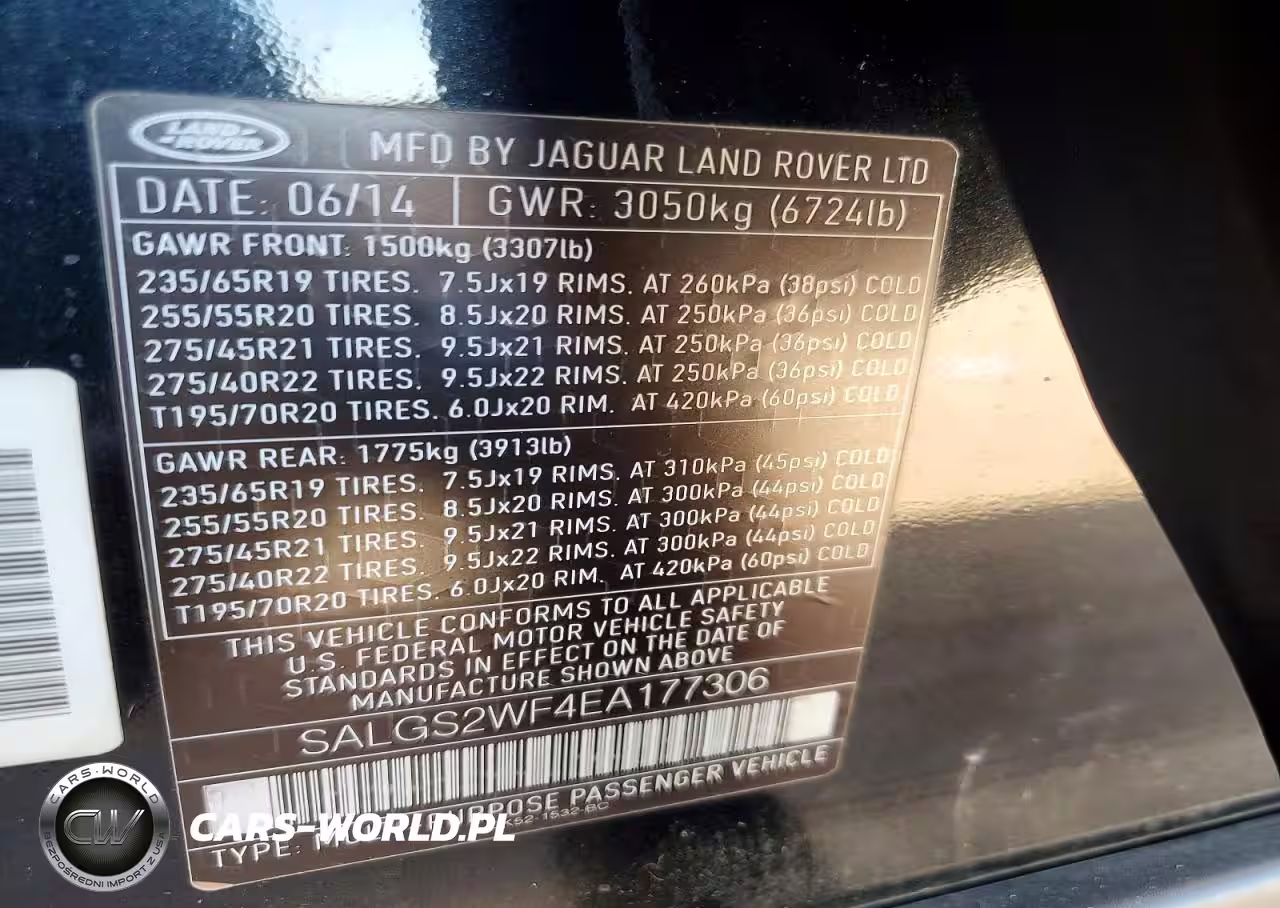 LAND ROVER
MFD BY JAGUAR LAND ROVER LTD
DATE: 06/14 GWR: 3050kg (6724lb)
GAWR FRONT: 1500kg (3307lb)
235/65R19 TIRES. 7.5Jx19 RIMS. AT 260kPa (38psi) COLD
255/55R20 TIRES. 8.5Jx20 RIMS. AT 250kPa (36psi) COLD
275/45R21 TIRES. 9.5Jx21 RIMS. AT 250kPa (36psi) COLD
275/40R22 TIRES. 9.5Jx22 RIMS. AT 250kPa (36psi) COLD
T195/70R20 TIRES. 6.0Jx20 RIM. AT 420kPa (60psi) COLD
GAWR REAR: 1775kg (3913lb)
235/65R19 TIRES. 7.5Jx19 RIMS. AT 310kPa (45psi) COLD
255/55R20 TIRES. 8.5Jx20 RIMS. AT 300kPa (44psi) COLD
275/45R21 TIRES. 9.5Jx21 RIMS. AT 300kPa (44psi) COLD
275/40R22 TIRES. 9.5Jx22 RIMS. AT 300kPa (44psi) COLD
T195/70R20 TIRES. 6.0Jx20 RIM. AT 420kPa (60psi) COLD
THIS VEHICLE CONFORMS TO ALL APPLICABLE
U.S. FEDERAL MOTOR VEHICLE SAFETY
STANDARDS IN EFFECT ON THE DATE OF
MANUFACTURE SHOWN ABOVE
SALGS2WF4EA177306
TYPE: PURPOSE PASSENGER VEHICLE
K52-1532-BC
CARS-WORLD
CW
BEZPOŚREDNI IMPORT Z USA
CARS-WORLD.PL